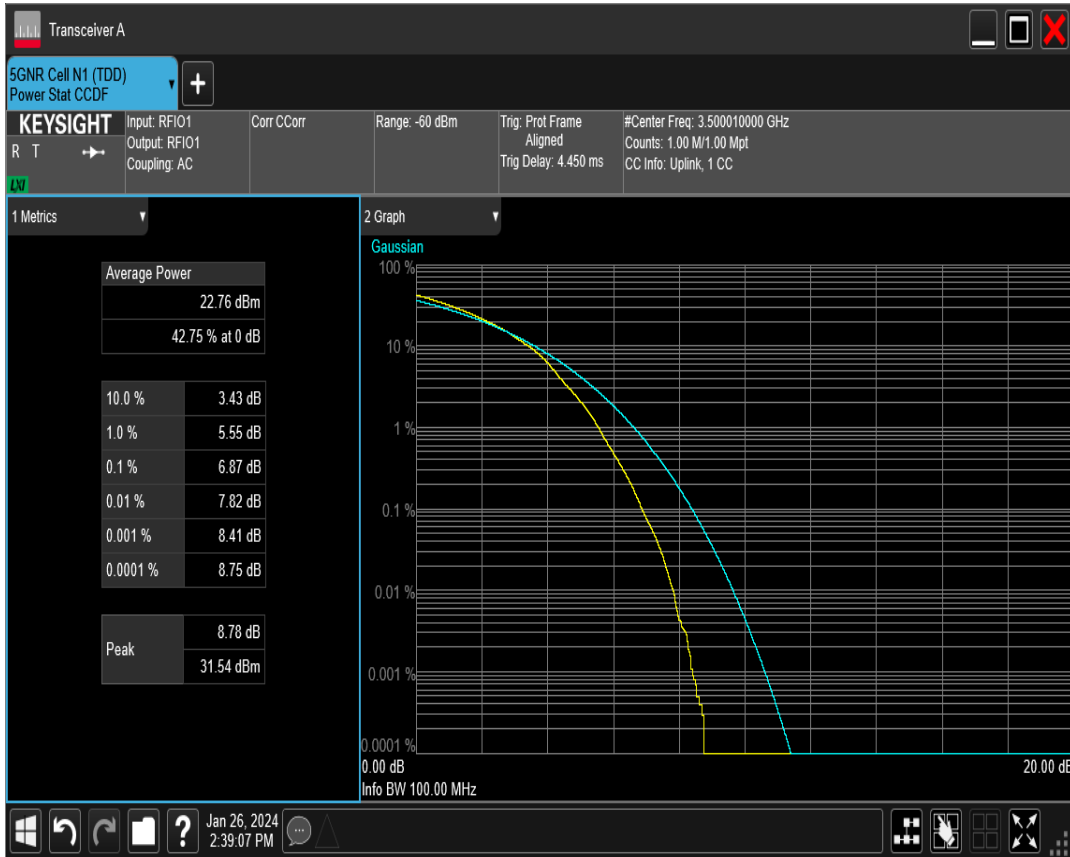 Transceiver A
5GNR Cell N1 (TDD)
Power Stat CCDF
+
KEYSIGHT
R T
LXI
Input: RFIO1
Output: RFIO1
Coupling: AC
Corr CCorr
Range: -60 dBm
Trig: Prot Frame
Aligned
Trig Delay: 4.450 ms
#Center Freq: 3.500010000 GHz
Counts: 1.00 M/1.00 Mpt
CC Info: Uplink, 1 CC
1 Metrics
Average Power
22.76 dBm
42.75 % at 0 dB
10.0 % 3.43 dB
1.0 % 5.55 dB
0.1 % 6.87 dB
0.01 % 7.82 dB
0.001 % 8.41 dB
0.0001 % 8.75 dB
Peak
8.78 dB
31.54 dBm
2 Graph
Gaussian
100 %
10 %
1 %
0.1 %
0.01 %
0.001 %
0.0001 %
0.00 dB 20.00 dB
Info BW 100.00 MHz
?
Jan 26, 2024
2:39:07 PM